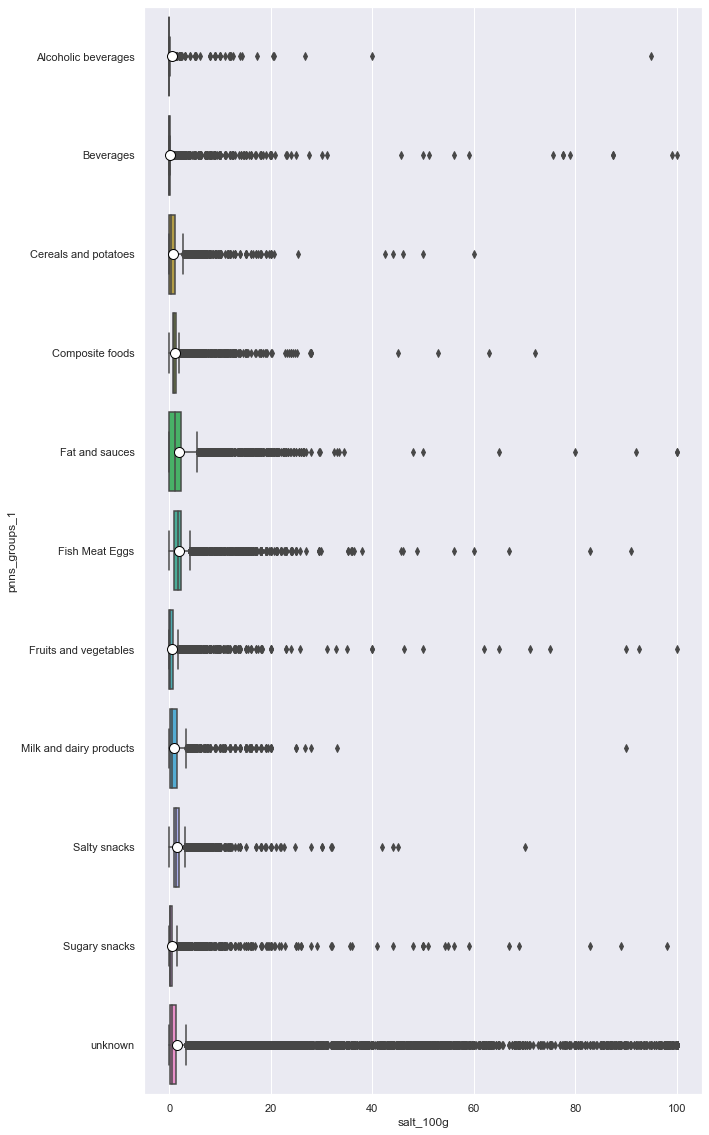 Alcoholic beverages
Beverages
Cereals and potatoes
Composite foods
Fat and sauces
pnns_groups_1
Fish Meat Eggs
Fruits and vegetables
Milk and dairy products
Salty snacks
Sugary snacks
unknown
0 20 40 60 80 100
salt_100g